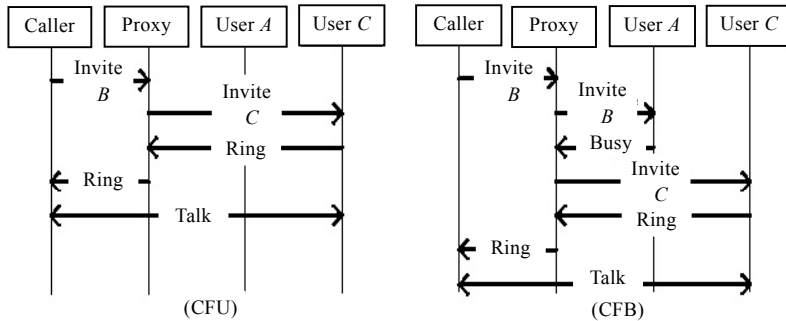 Caller Proxy User A User C
Invite
B
Invite
C
Ring
Ring
Talk
(CFU)
Caller Proxy User A User C
Invite
B
Invite
B
Busy
Invite
C
Ring
Ring
Talk
(CFB)